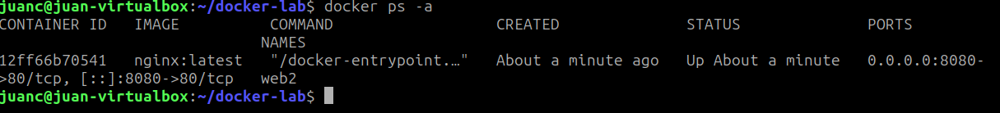 juanc@juan-virtualbox:~/docker-lab$ docker ps -a
CONTAINER ID   IMAGE          COMMAND                  CREATED              STATUS              PORTS
                              NAMES
12ff66b70541   nginx:latest   "/docker-entrypoint.…"   About a minute ago   Up About a minute   0.0.0.0:8080-
>80/tcp, [::]:8080->80/tcp   web2
juanc@juan-virtualbox:~/docker-lab$